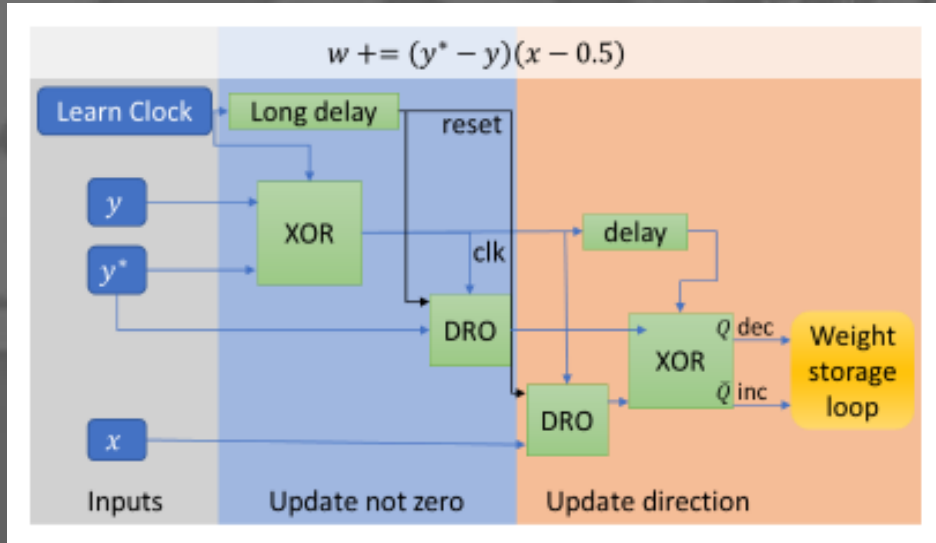 w += (y* − y)(x − 0.5)
Learn Clock
Long delay
reset
y
XOR
delay
clk
y*
DRO
XOR
Q dec
Q̄ inc
Weight
storage
loop
DRO
x
Inputs
Update not zero
Update direction